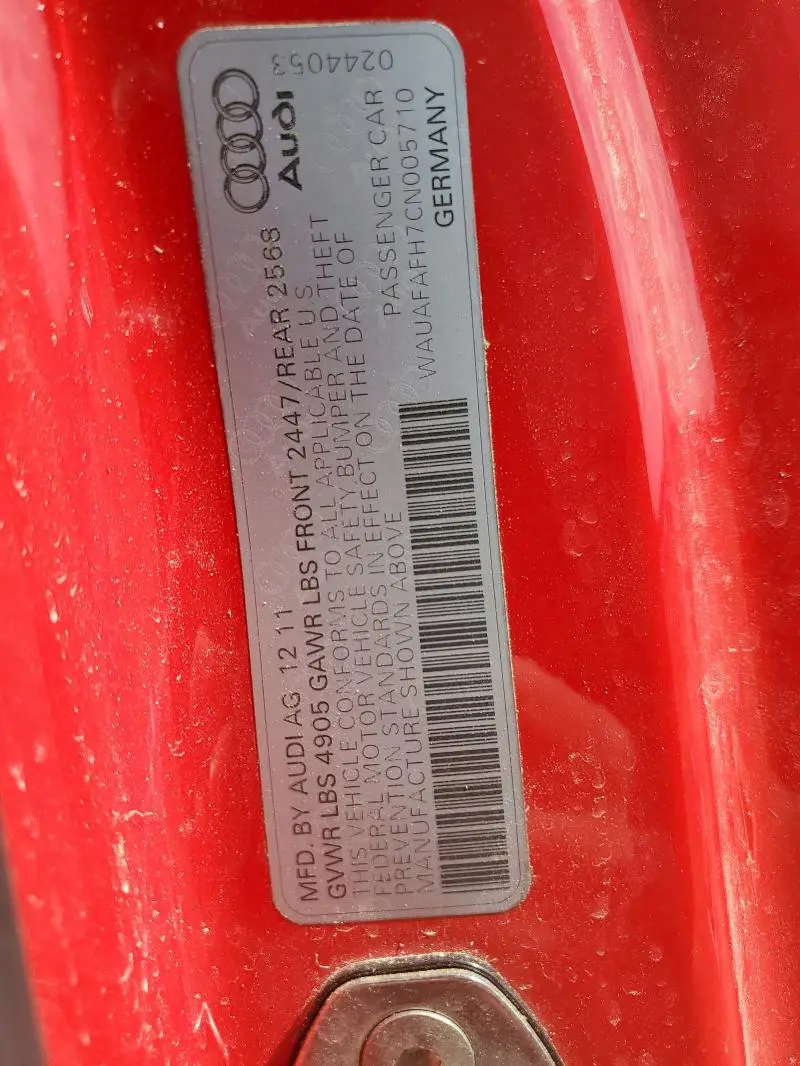 0244053
Audi
MFD. BY AUDI AG 12 11
GVWR LBS 4905 GAWR LBS FRONT 2447/REAR 2568
THIS VEHICLE CONFORMS TO ALL APPLICABLE U.S.
FEDERAL MOTOR VEHICLE SAFETY, BUMPER AND THEFT
PREVENTION STANDARDS IN EFFECT ON THE DATE OF
MANUFACTURE SHOWN ABOVE
PASSENGER CAR
WAUAFAFH7CN005710
GERMANY